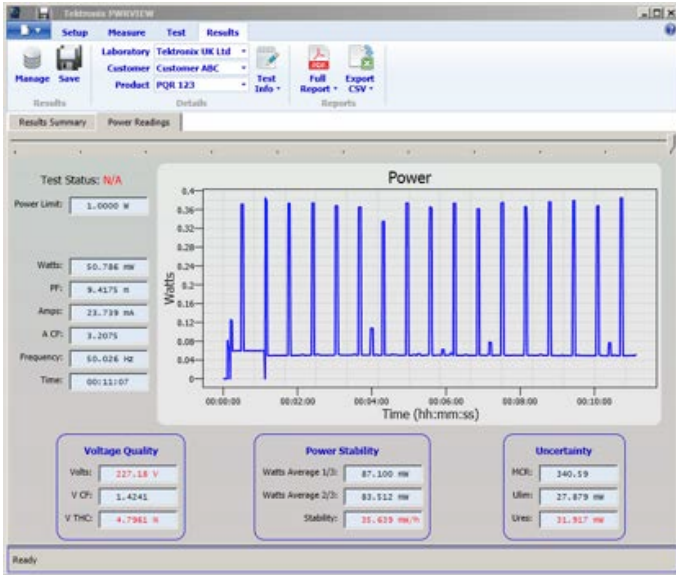 Tektronix PWRVIEW
Setup Measure Test Results
Laboratory Tektronix UK Ltd
Customer Customer ABC
Product PQR 123
Manage Save
Test Info
Full Report
Export CSV
Results Details Reports
Results Summary Power Readings
Test Status: N/A
Power Limit: 1.0000 W
Watts: 50.786 mW
PF: 9.4175 m
Amps: 23.739 mA
A CF: 3.2075
Frequency: 50.026 Hz
Time: 00:11:07
Power
0.4
0.36
0.32
0.28
0.24
0.2
0.16
0.12
0.08
0.04
0
Watts
00:00:00 00:02:00 00:04:00 00:06:00 00:08:00 00:10:00
Time (hh:mm:ss)
Voltage Quality
Volts: 227.18 V
V CF: 1.4241
V THC: 4.7961 %
Power Stability
Watts Average 1/3: 87.100 mW
Watts Average 2/3: 83.512 mW
Stability: 35.639 mW/h
Uncertainty
MCR: 340.59
Ulim: 27.879 mW
Ures: 31.917 mW
Ready